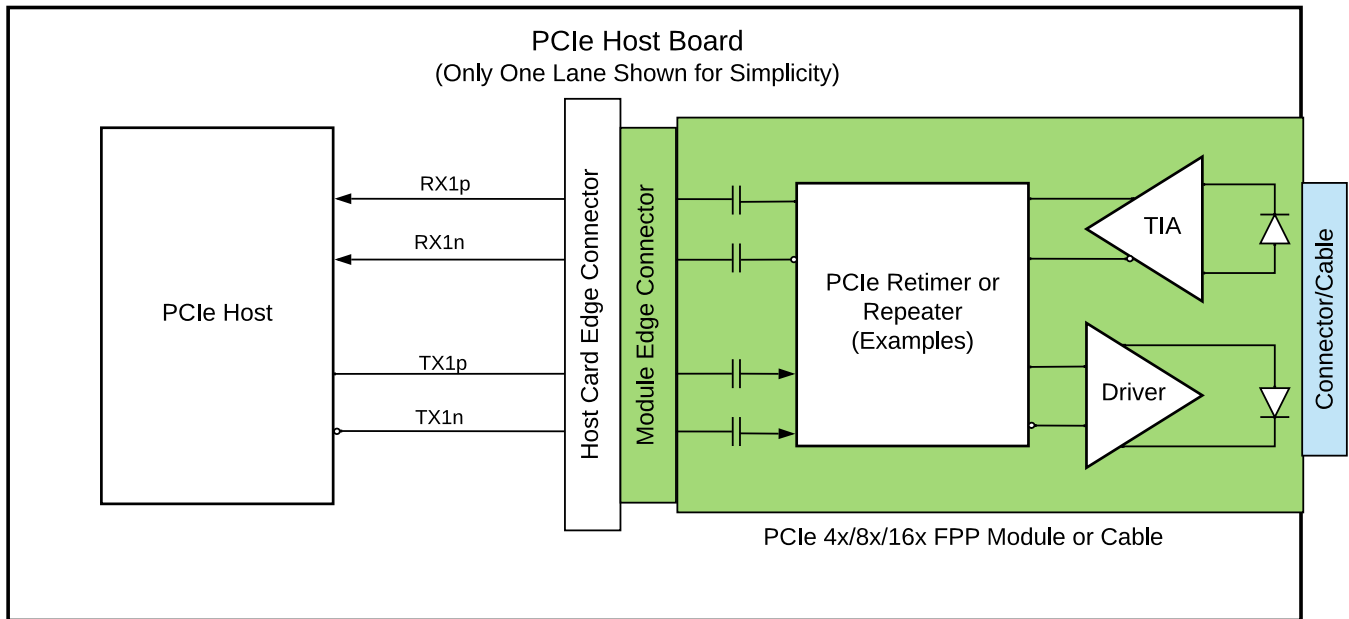 PCIe Host Board
(Only One Lane Shown for Simplicity)
PCIe Host
RX1p
RX1n
TX1p
TX1n
Host Card Edge Connector
Module Edge Connector
PCIe Retimer or
Repeater
(Examples)
TIA
Driver
Connector/Cable
PCIe 4x/8x/16x FPP Module or Cable